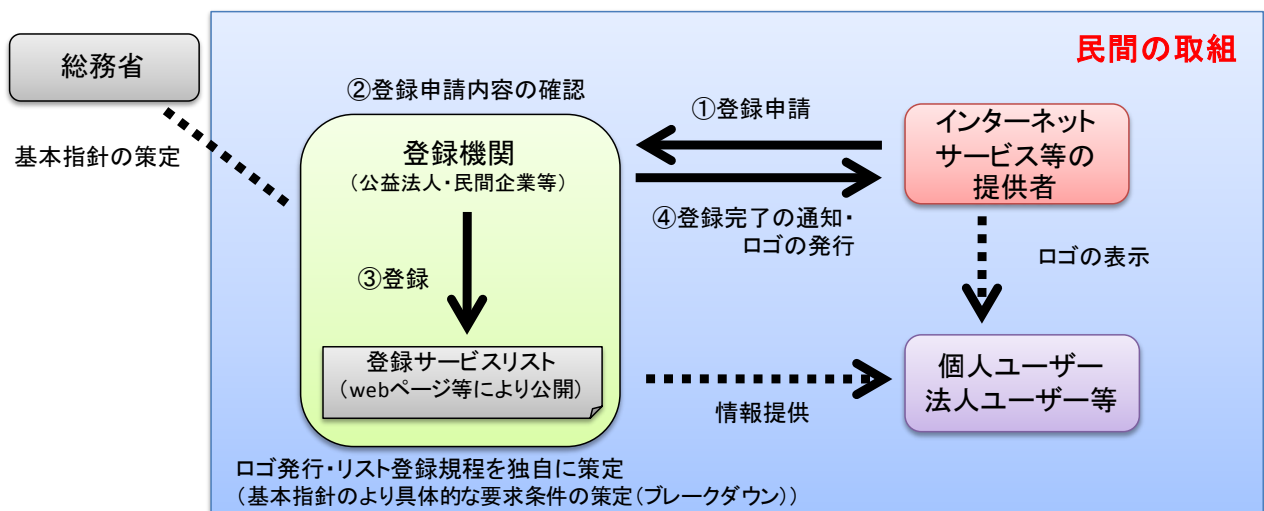 民間の取組
総務省
基本指針の策定
②登録申請内容の確認
登録機関
(公益法人・民間企業等)
①登録申請
④登録完了の通知・
ロゴの発行
インターネット
サービス等の
提供者
③登録
ロゴの表示
登録サービスリスト
(webページ等により公開)
情報提供
個人ユーザー
法人ユーザー等
ロゴ発行・リスト登録規程を独自に策定
(基本指針のより具体的な要求条件の策定(ブレークダウン))